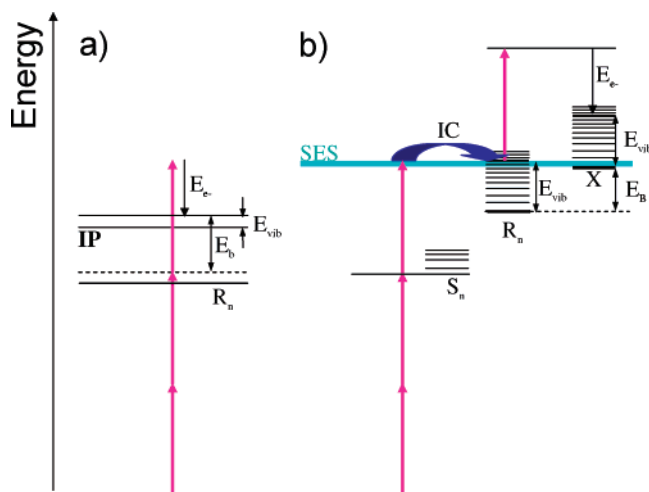 Energy
a)
E_e-
IP
E_b
E_vib
R_n
b)
IC
SES
E_e-
E_vib
X
E_B
E_vib
R_n
S_n